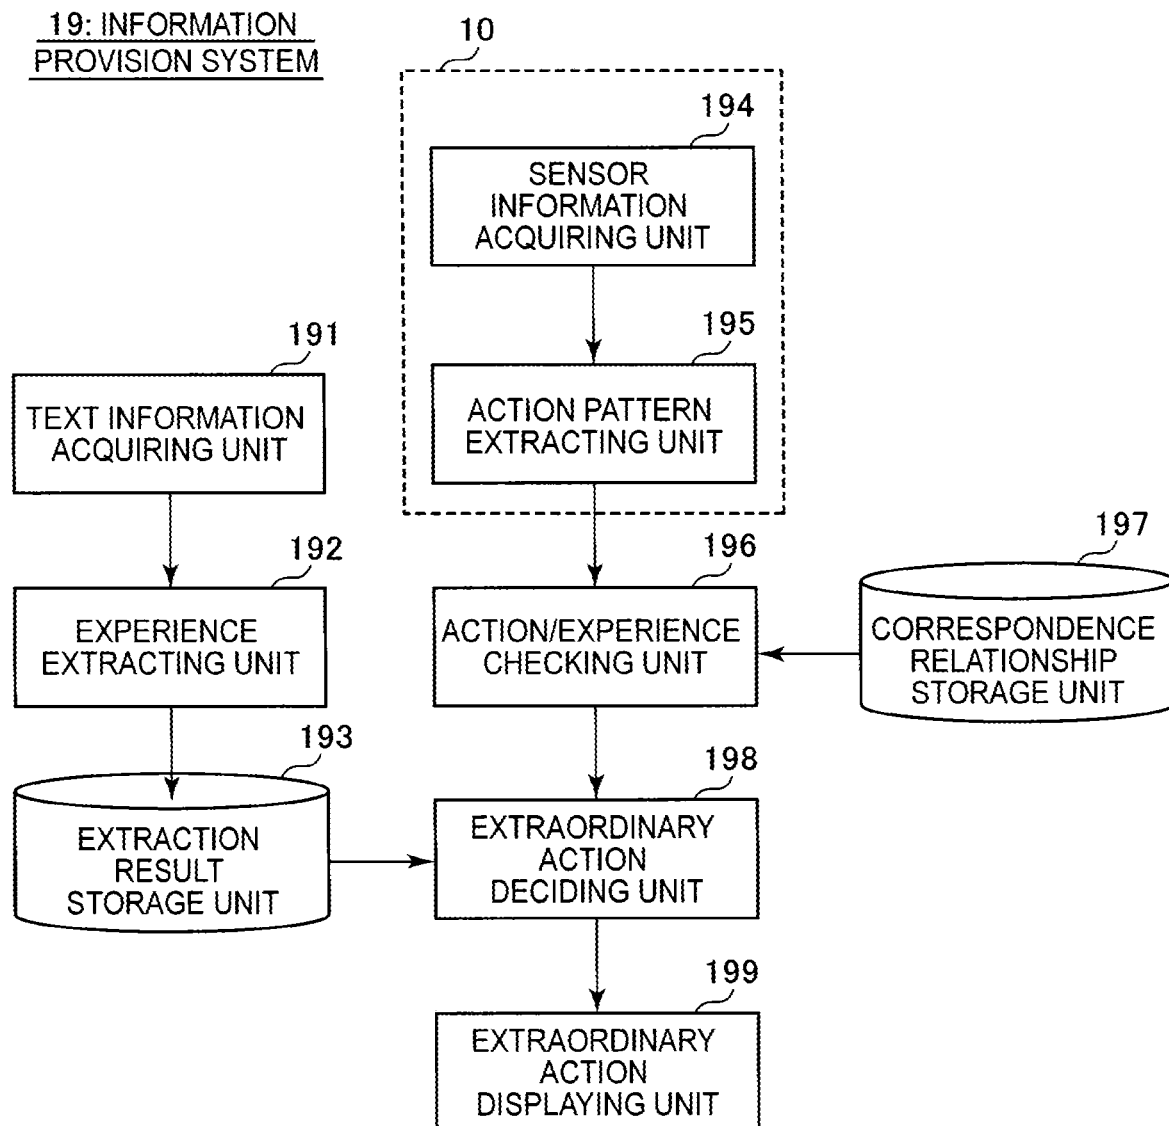 19: INFORMATION
PROVISION SYSTEM
10
194
SENSOR
INFORMATION
ACQUIRING UNIT
195
ACTION PATTERN
EXTRACTING UNIT
191
TEXT INFORMATION
ACQUIRING UNIT
192
EXPERIENCE
EXTRACTING UNIT
196
ACTION/EXPERIENCE
CHECKING UNIT
197
CORRESPONDENCE
RELATIONSHIP
STORAGE UNIT
193
EXTRACTION
RESULT
STORAGE UNIT
198
EXTRAORDINARY
ACTION
DECIDING UNIT
199
EXTRAORDINARY
ACTION
DISPLAYING UNIT